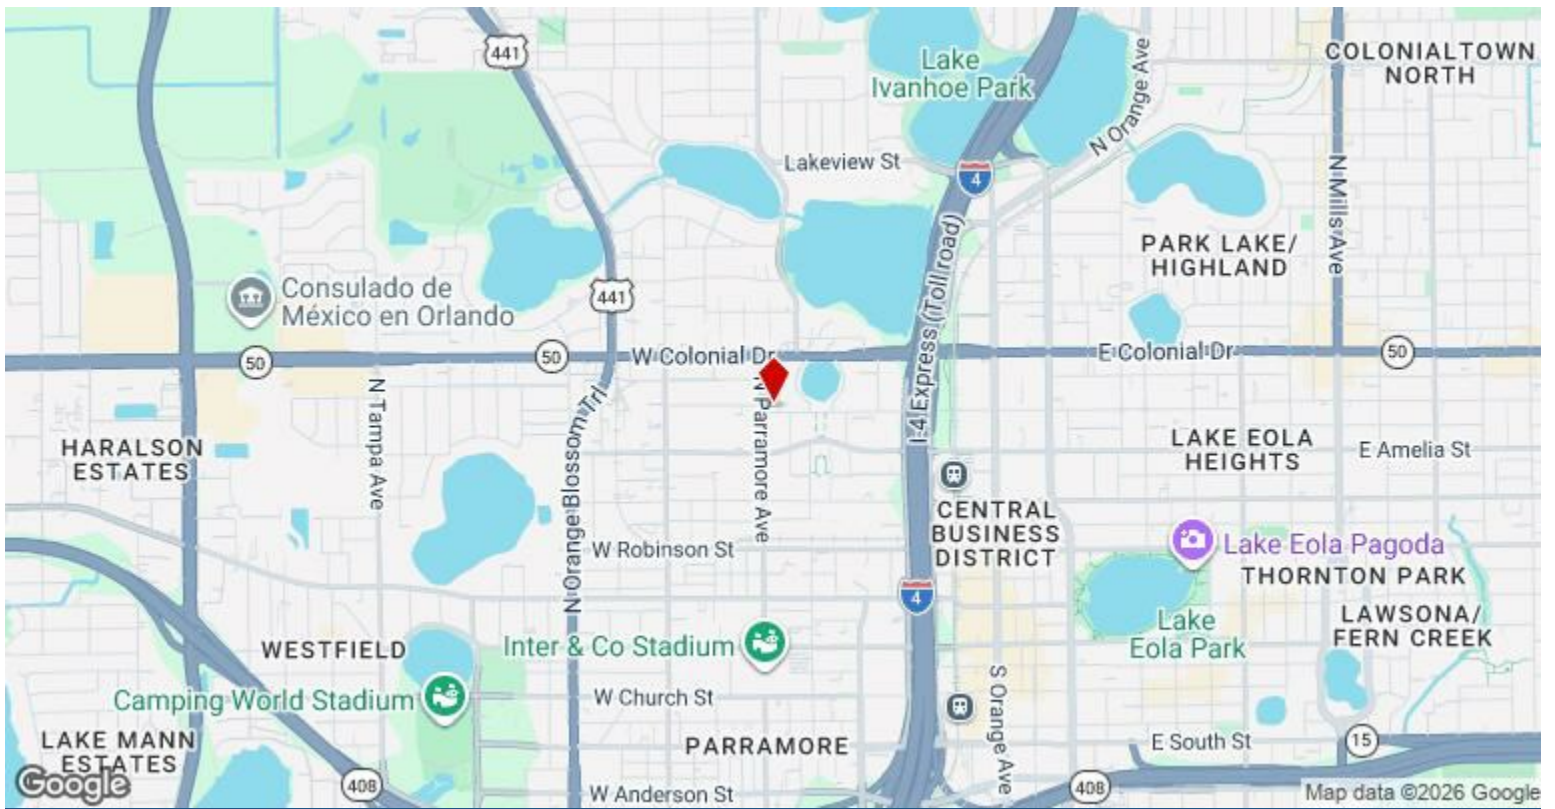 441
Lake
Ivanhoe Park
N Orange Ave
COLONIALTOWN
NORTH
Lakeview St
4
N Mills Ave
PARK LAKE/
HIGHLAND
Consulado de
México en Orlando
441
I-4 Express (Toll road)
50
50
W Colonial Dr
E Colonial Dr
50
N Tampa Ave
N Orange Blossom Trl
N Parramore Ave
HARALSON
ESTATES
LAKE EOLA
HEIGHTS
E Amelia St
CENTRAL
BUSINESS
DISTRICT
W Robinson St
Lake Eola Pagoda
THORNTON PARK
4
LAWSONA/
FERN CREEK
Lake
Eola Park
WESTFIELD
Inter & Co Stadium
Camping World Stadium
W Church St
S Orange Ave
LAKE MANN
ESTATES
PARRAMORE
E South St
15
Google
408
W Anderson St
408
Map data ©2026 Google